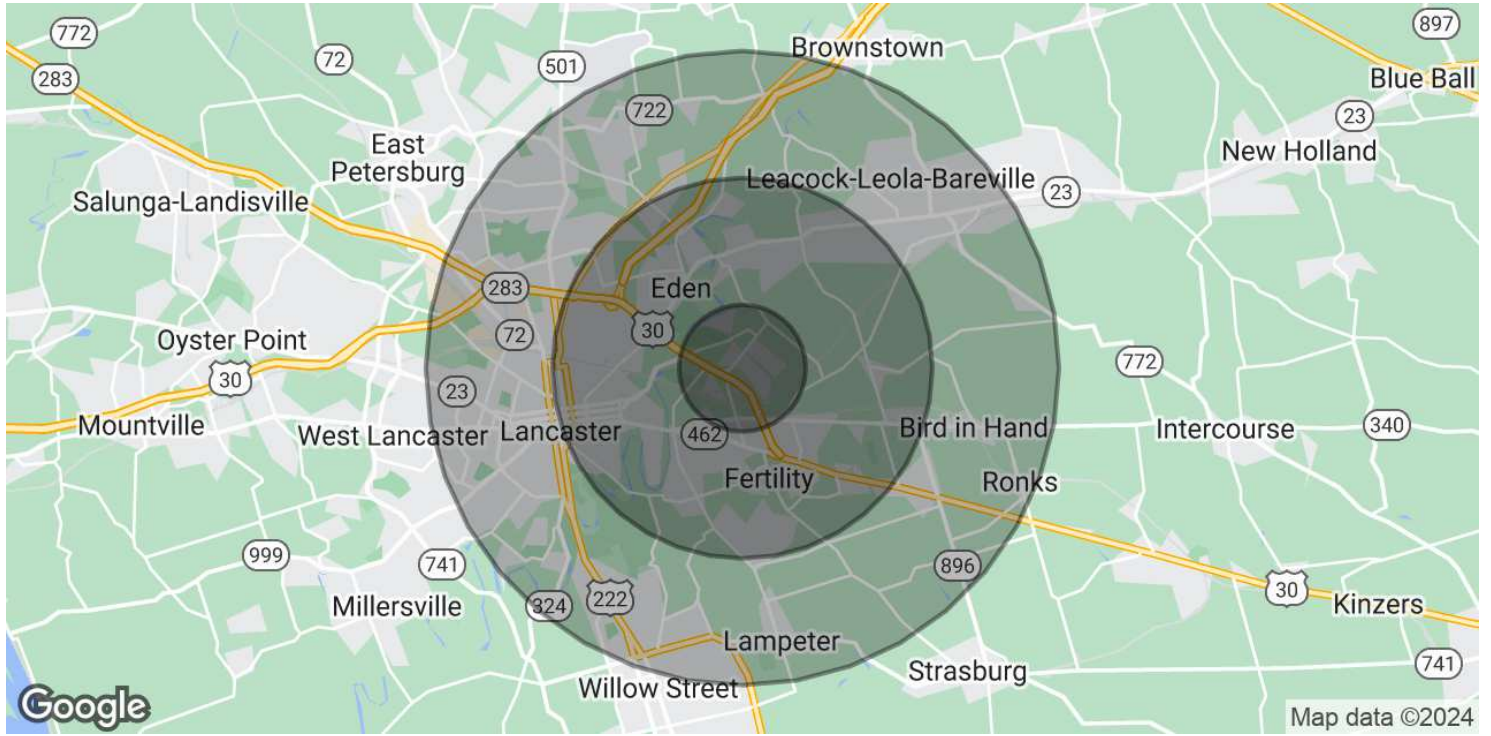 772
72
501
Brownstown
897
283
Blue Ball
722
23
East
Petersburg
New Holland
Leacock-Leola-Bareville
23
Salunga-Landisville
283
Eden
72
30
Oyster Point
772
30
23
Mountville
West Lancaster
Lancaster
462
Bird in Hand
Intercourse
340
Fertility
Ronks
999
741
896
324
222
30
Millersville
Kinzers
Lampeter
741
Strasburg
Willow Street
Google
Map data ©2024